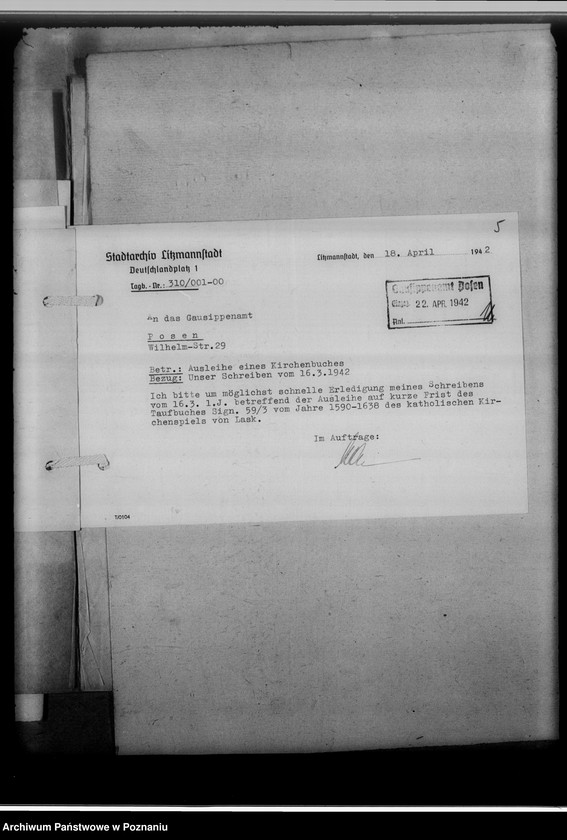 5
Stadtarchiv Litzmannstadt
Deutschlandplatz 1
Tagb.-Nr.: 310/001-00
Litzmannstadt, den 18. April 1942
Gausippenamt Posen
Eing. 22. APR. 1942
Anl.
An das Gausippenamt
Posen
Wilhelm-Str.29
Betr.: Ausleihe eines Kirchenbuches
Bezug: Unser Schreiben vom 16.3.1942
Ich bitte um möglichst schnelle Erledigung meines Schreibens
vom 16.3. l.J. betreffend der Ausleihe auf kurze Frist des
Taufbuches Sign. 59/3 vom Jahre 1590-1638 des katholischen Kir-
chenspiels von Lask.
Im Auftrage:
Archiwum Państwowe w Poznaniu